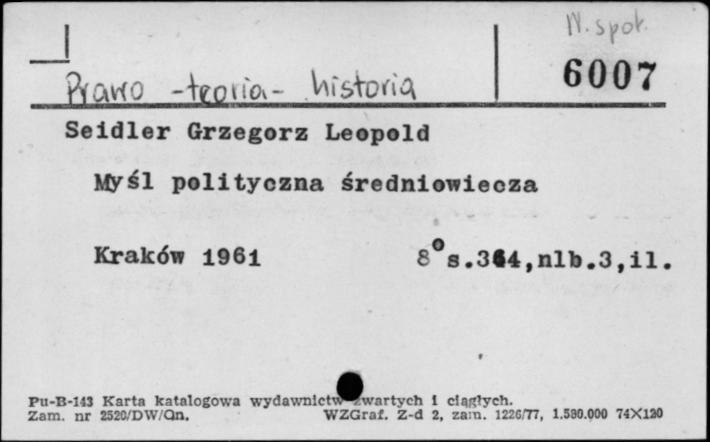 N. społ.
6007
Prawo - teoria - historia
Seidler Grzegorz Leopold
Myśl polityczna średniowiecza
Kraków 1961 8° s.364,nlb.3,il.
Pu-B-143 Karta katalogowa wydawnictw zwartych i ciągłych.
Zam. nr 2520/DW/Qn. WZGraf. Z-d 2, zam. 1226/77, 1.590.000 74X120